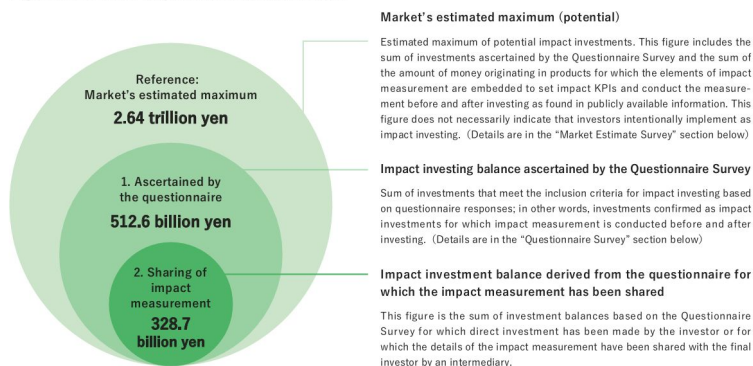 Reference:
Market's estimated maximum
2.64 trillion yen
1. Ascertained by
the questionnaire
512.6 billion yen
2. Sharing of
impact
measurement
328.7
billion yen
Market's estimated maximum (potential)
Estimated maximum of potential impact investments. This figure includes the
sum of investments ascertained by the Questionnaire Survey and the sum of
the amount of money originating in products for which the elements of impact
measurement are embedded to set impact KPIs and conduct the measure-
ment before and after investing as found in publicly available information. This
figure does not necessarily indicate that investors intentionally implement as
impact investing. (Details are in the "Market Estimate Survey" section below)
Impact investing balance ascertained by the Questionnaire Survey
Sum of investments that meet the inclusion criteria for impact investing based
on questionnaire responses; in other words, investments confirmed as impact
investments for which impact measurement is conducted before and after
investing. (Details are in the "Questionnaire Survey" section below)
Impact investment balance derived from the questionnaire for
which the impact measurement has been shared
This figure is the sum of investment balances based on the Questionnaire
Survey for which direct investment has been made by the investor or for
which the details of the impact measurement have been shared with the final
investor by an intermediary.